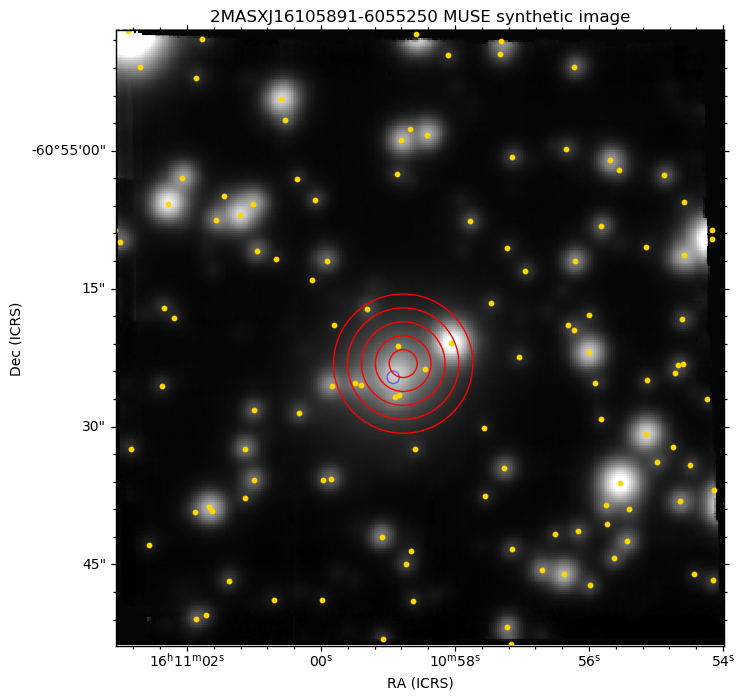 2MASXJ16105891-6055250 MUSE synthetic image
-60°55'00"
15"
30"
45"
Dec (ICRS)
16h11m02s 00s 10m58s 56s 54s
RA (ICRS)